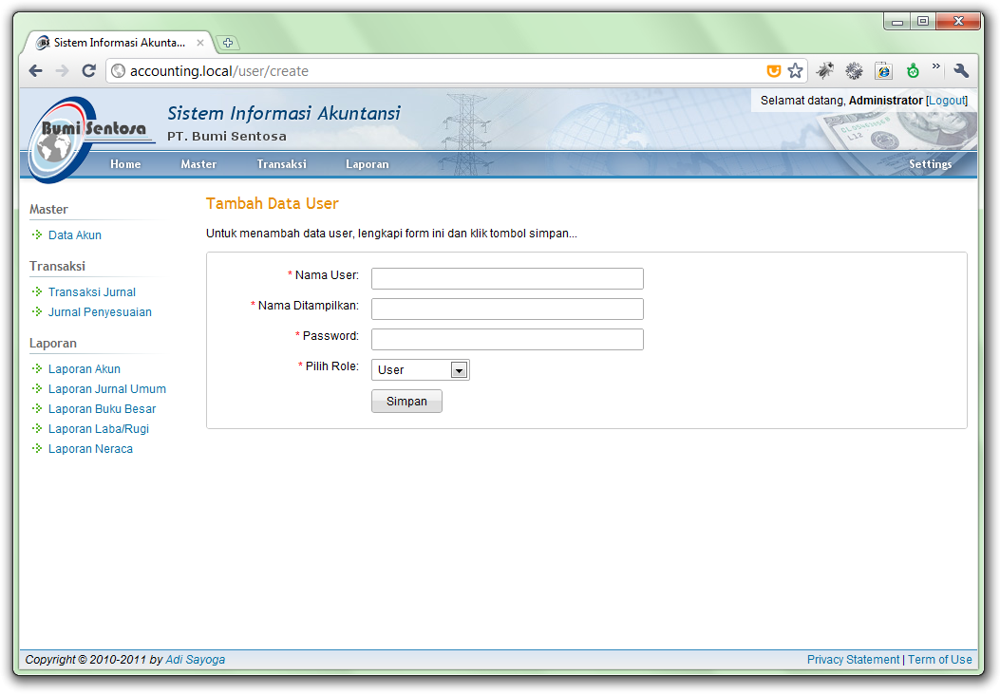 Sistem Informasi Akunta...
accounting.local/user/create
»
Selamat datang, Administrator [Logout]
Bumi Sentosa
Sistem Informasi Akuntansi
PT. Bumi Sentosa
Home Master Transaksi Laporan Settings
Master
Data Akun
Transaksi
Transaksi Jurnal
Jurnal Penyesuaian
Laporan
Laporan Akun
Laporan Jurnal Umum
Laporan Buku Besar
Laporan Laba/Rugi
Laporan Neraca
Tambah Data User
Untuk menambah data user, lengkapi form ini dan klik tombol simpan...
* Nama User:
* Nama Ditampilkan:
* Password:
* Pilih Role: User
Simpan
Copyright © 2010-2011 by Adi Sayoga
Privacy Statement | Term of Use